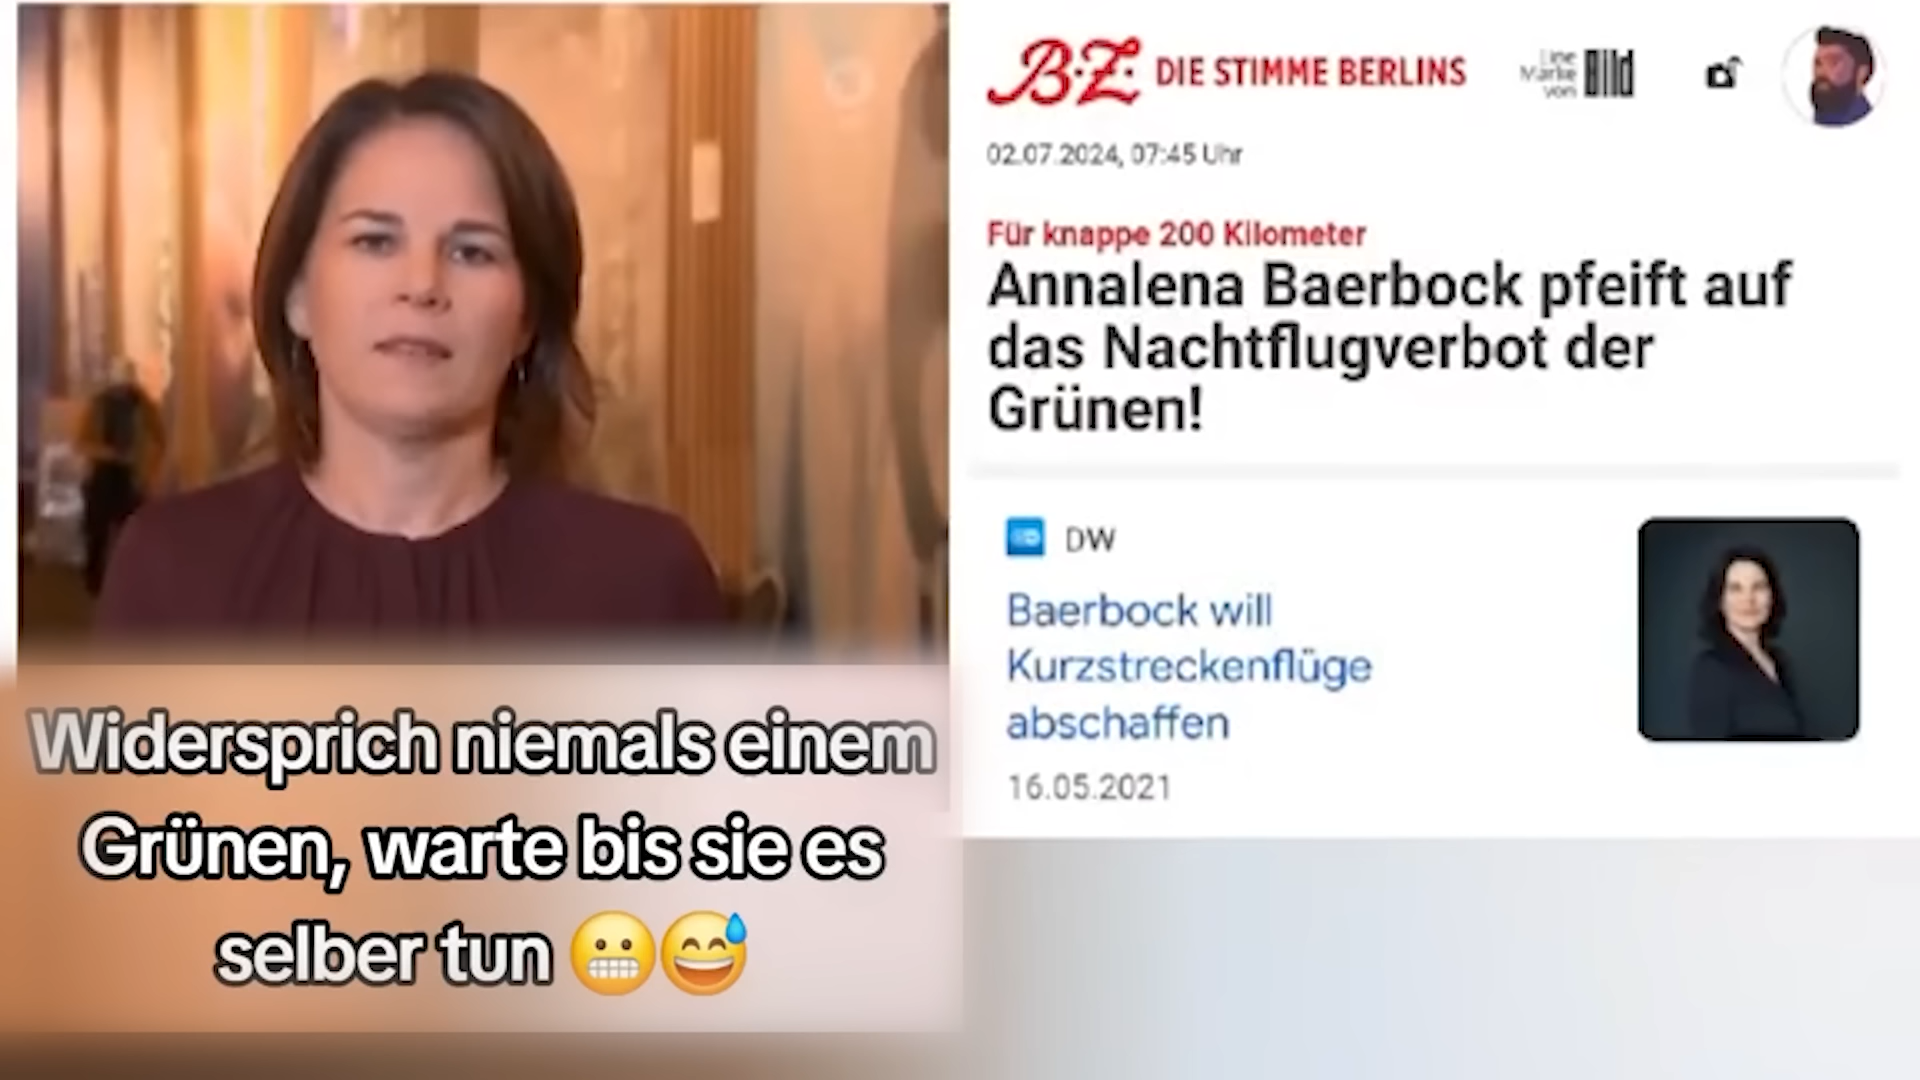 Widersprich niemals einem
Grünen, warte bis sie es
selber tun 😬😅
B.Z. DIE STIMME BERLINS
Eine
Marke
von
Bild
02.07.2024, 07:45 Uhr
Für knappe 200 Kilometer
Annalena Baerbock pfeift auf
das Nachtflugverbot der
Grünen!
DW
Baerbock will
Kurzstreckenflüge
abschaffen
16.05.2021